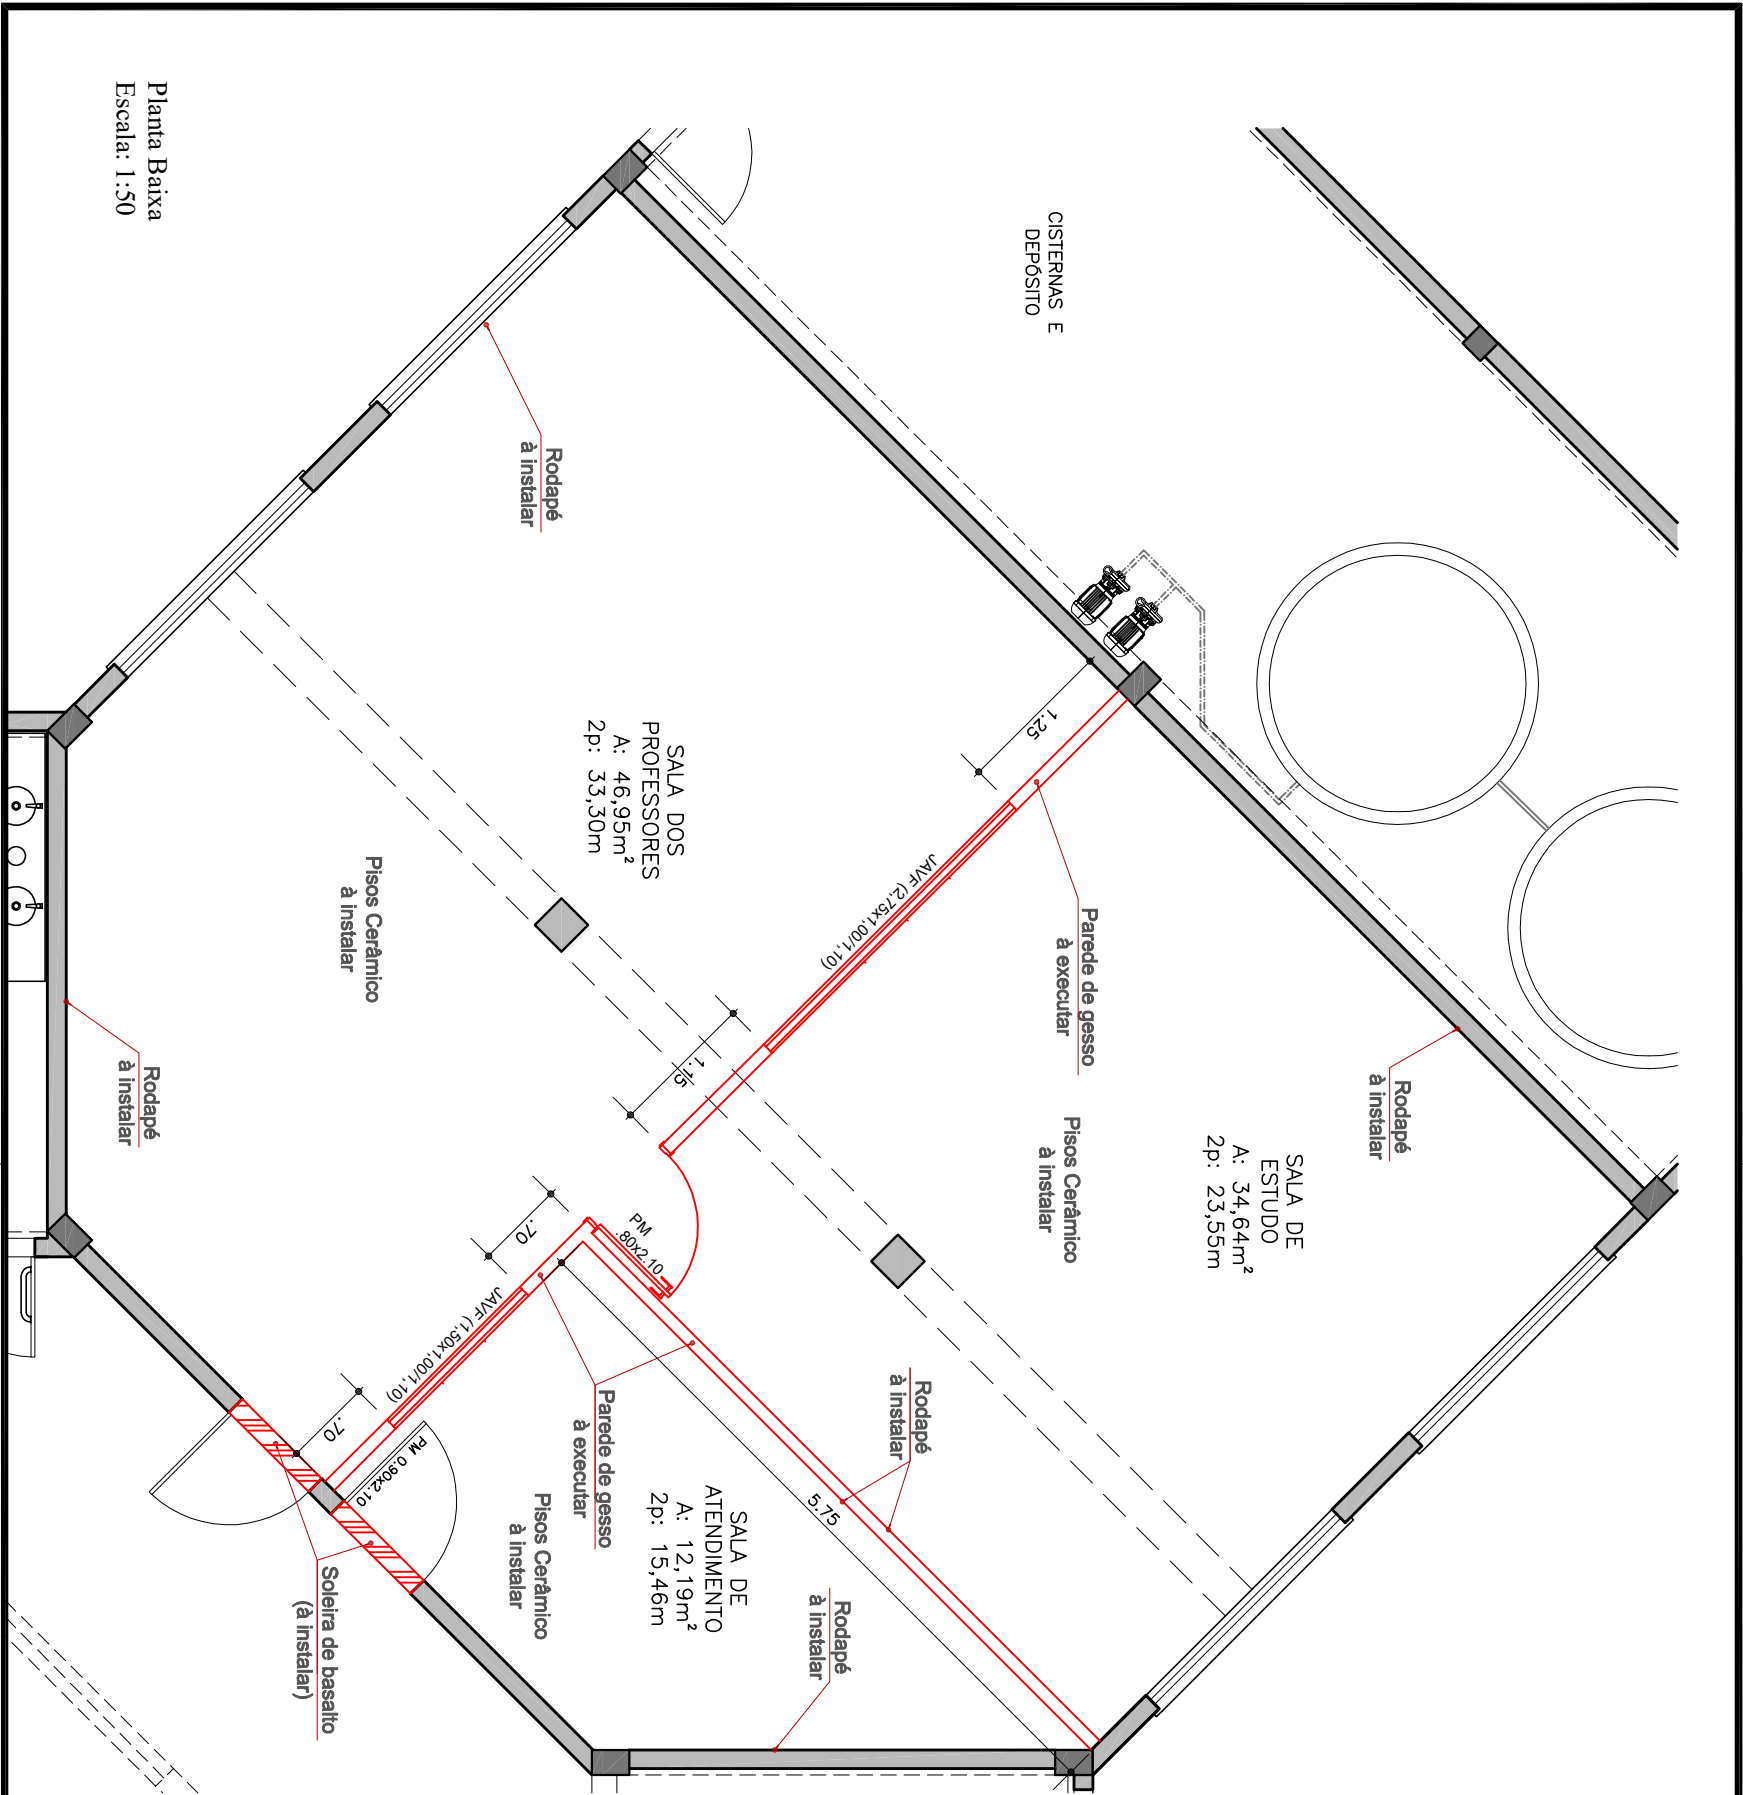 CISTERNAS E
DEPÓSITO
Rodapé
à instalar
1.25
SALA DOS
PROFESSORES
A: 46,95m²
2p: 33,30m
JAVF (2,75x1,00/1,10)
Parede de gesso
à executar
Rodapé
à instalar
SALA DE
ESTUDO
A: 34,64m²
2p: 23,55m
Pisos Cerâmico
à instalar
Pisos Cerâmico
à instalar
1.15
Rodapé
à instalar
.70
PM
.80x2.10
JAVF (1,50x1,00/1,10)
.70
PM 0.90x2.10
Parede de gesso
à executar
Rodapé
à instalar
5.75
SALA DE
ATENDIMENTO
A: 12,19m²
2p: 15,46m
Pisos Cerâmico
à instalar
Rodapé
à instalar
Soleira de basalto
(à instalar)
Planta Baixa
Escala: 1:50